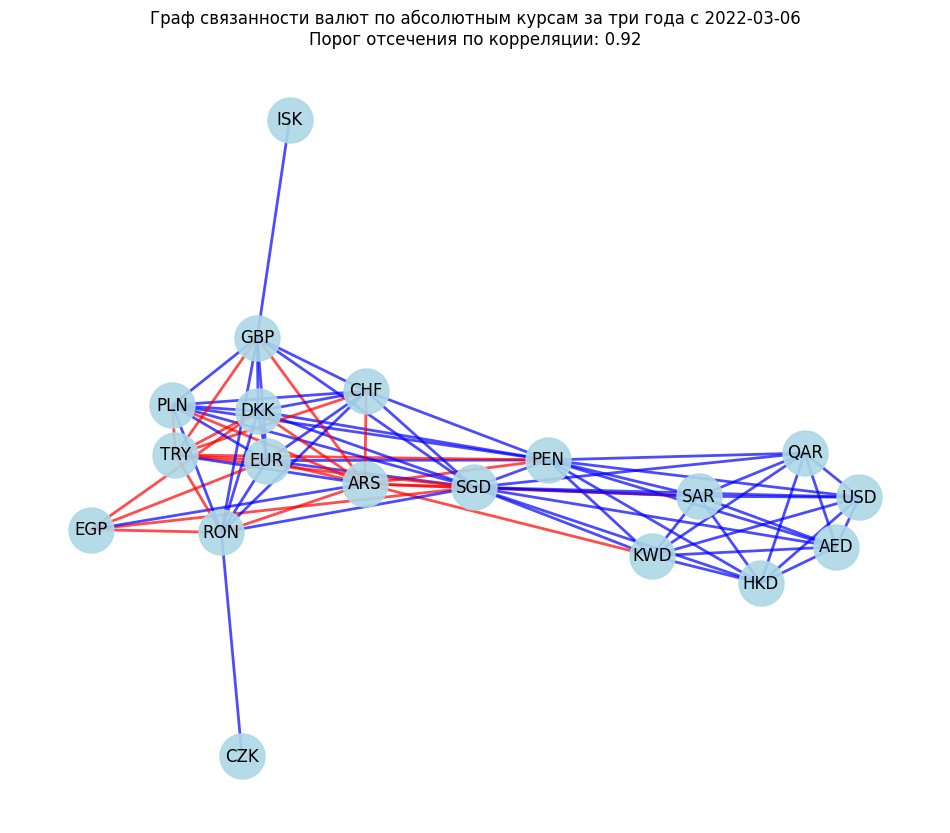 Граф связанности валют по абсолютным курсам за три года с 2022-03-06
Порог отсечения по корреляции: 0.92
ISK
GBP
CHF
PLN
DKK
TRY
EUR
PEN
QAR
ARS
SGD
SAR
USD
EGP
RON
AED
KWD
HKD
CZK